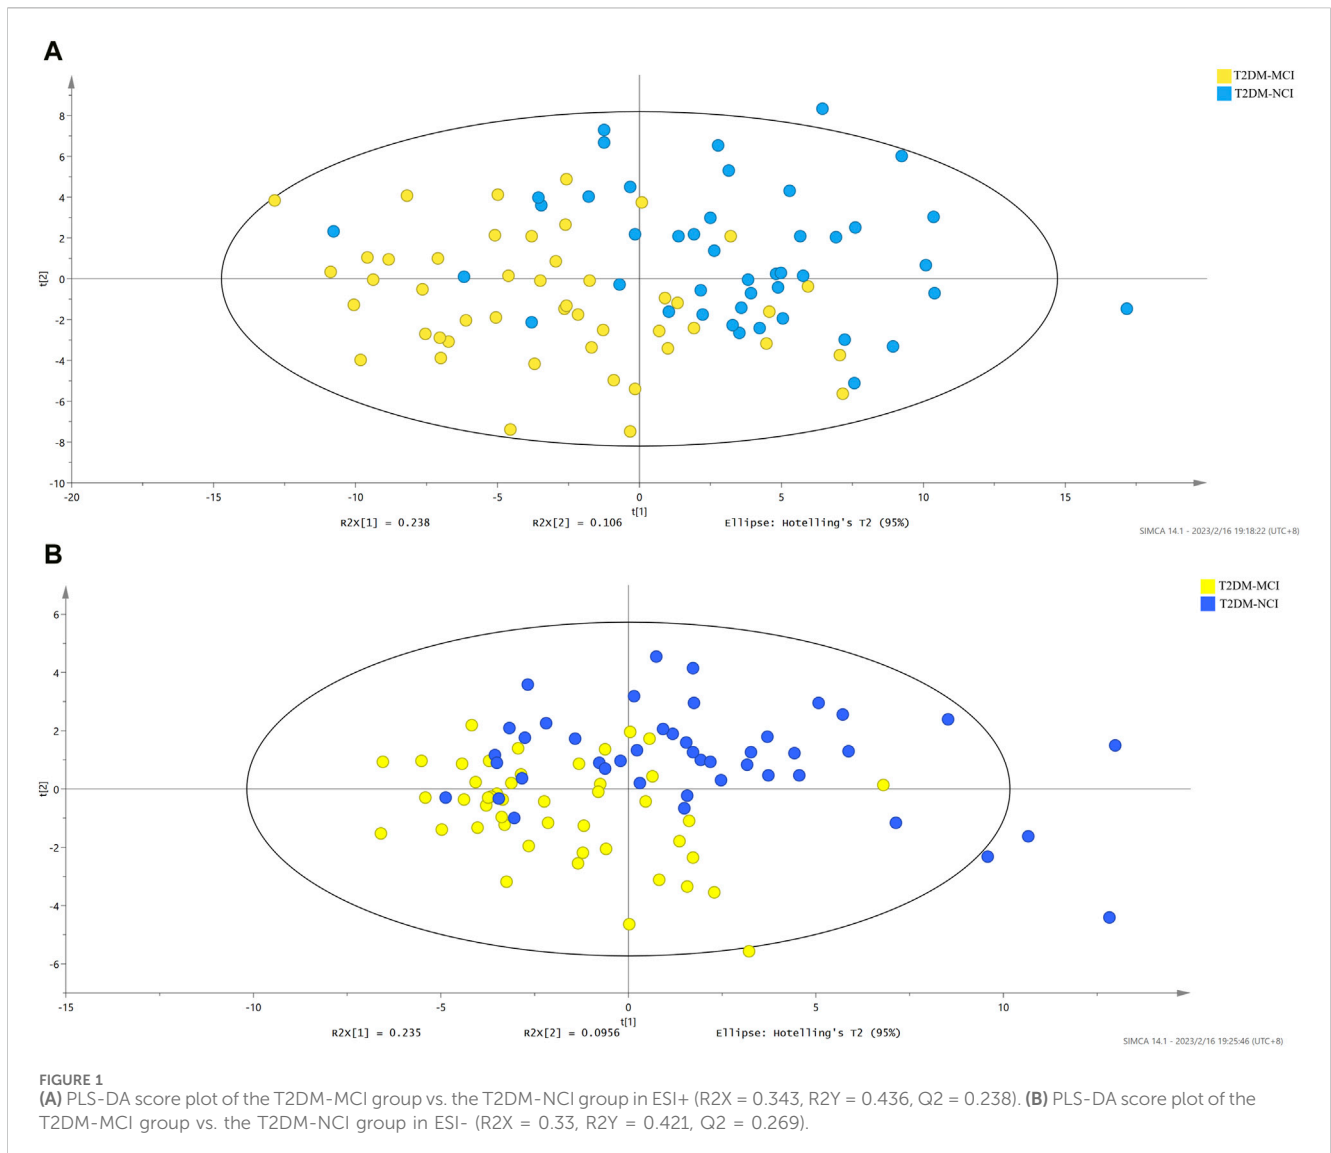 A
T2DM-MCI
T2DM-NCI
t[2]
8
6
4
2
0
-2
-4
-6
-8
-10
-20 -15 -10 -5 0 5 10 15
t[1]
R2X[1] = 0.238 R2X[2] = 0.106 Ellipse: Hotelling's T2 (95%)
SIMCA 14.1 - 2023/2/16 19:18:22 (UTC+8)
B
T2DM-MCI
T2DM-NCI
t[2]
6
4
2
0
-2
-4
-6
-15 -10 -5 0 5 10
t[1]
R2X[1] = 0.235 R2X[2] = 0.0956 Ellipse: Hotelling's T2 (95%)
SIMCA 14.1 - 2023/2/16 19:25:46 (UTC+8)
FIGURE 1
(A) PLS-DA score plot of the T2DM-MCI group vs. the T2DM-NCI group in ESI+ (R2X = 0.343, R2Y = 0.436, Q2 = 0.238). (B) PLS-DA score plot of the
T2DM-MCI group vs. the T2DM-NCI group in ESI- (R2X = 0.33, R2Y = 0.421, Q2 = 0.269).